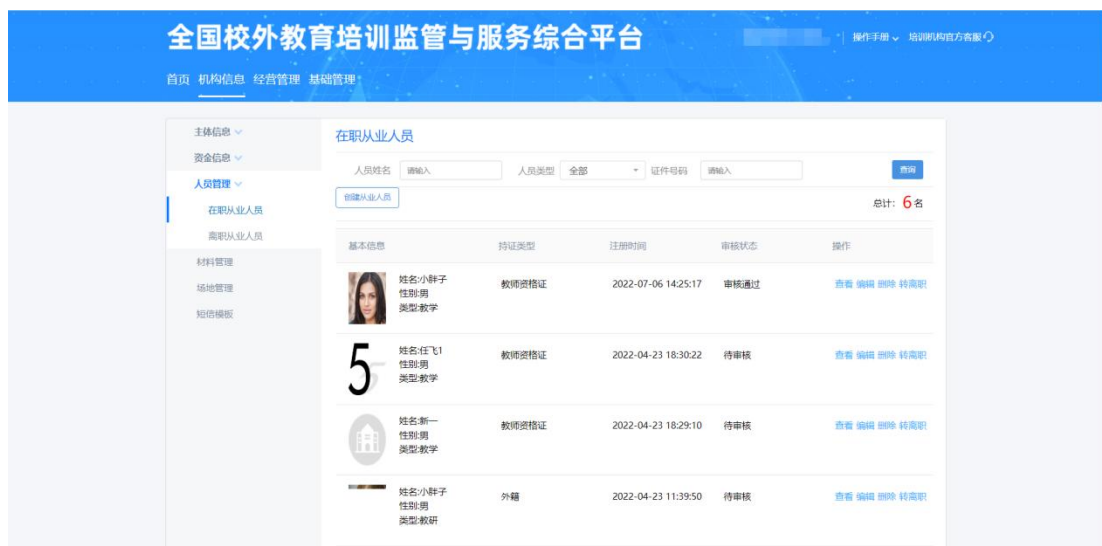 全国校外教育培训监管与服务综合平台
操作手册 培训机构官方客服
首页 机构信息 经营管理 基础管理
主体信息
资金信息
人员管理
在职从业人员
离职从业人员
材料管理
场地管理
短信模板
在职从业人员
人员姓名 请输入 人员类型 全部 证件号码 请输入 查询
创建从业人员 总计: 6名
基本信息 持证类型 注册时间 审核状态 操作
姓名:小胖子
性别:男
类型:教学
教师资格证 2022-07-06 14:25:17 审核通过 查看 编辑 删除 转离职
5
姓名:任飞1
性别:男
类型:教学
教师资格证 2022-04-23 18:30:22 待审核 查看 编辑 删除 转离职
姓名:新一
性别:男
类型:教学
教师资格证 2022-04-23 18:29:10 待审核 查看 编辑 删除 转离职
姓名:小胖子
性别:男
类型:教研
外籍 2022-04-23 11:39:50 待审核 查看 编辑 删除 转离职